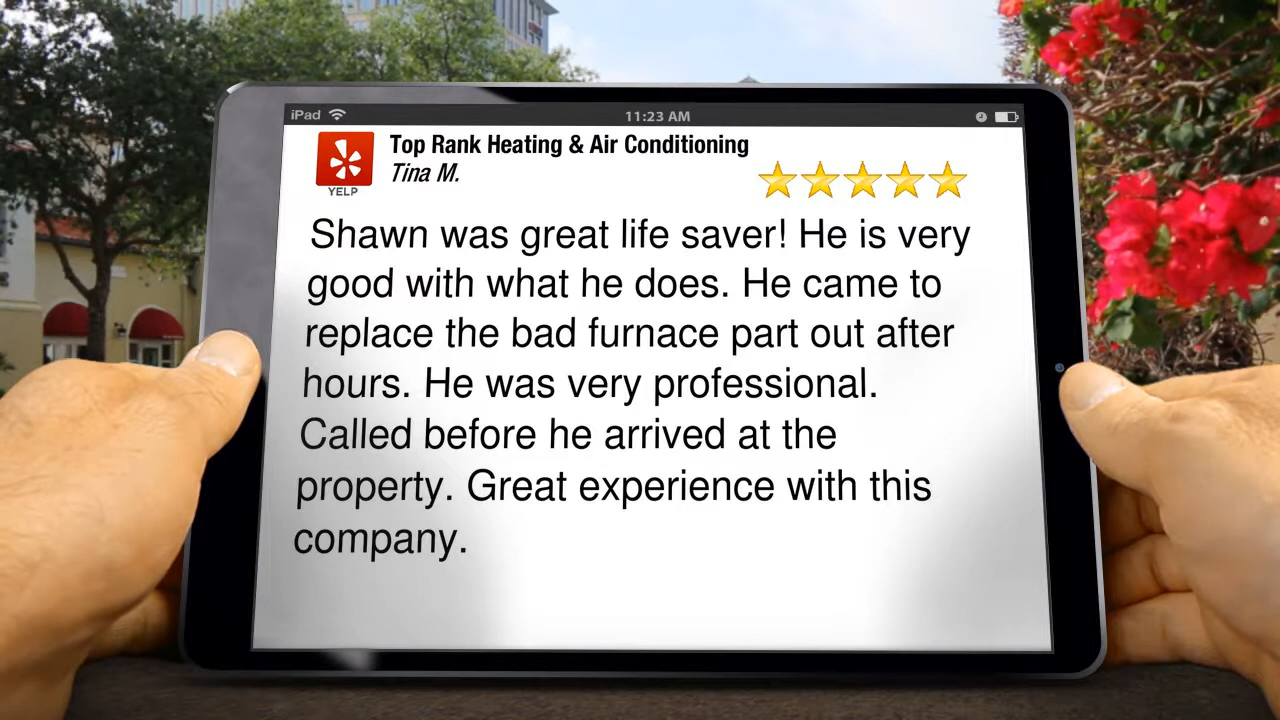 iPad 11:23 AM
Top Rank Heating & Air Conditioning
Tina M.
YELP
Shawn was great life saver! He is very
good with what he does. He came to
replace the bad furnace part out after
hours. He was very professional.
Called before he arrived at the
property. Great experience with this
company.